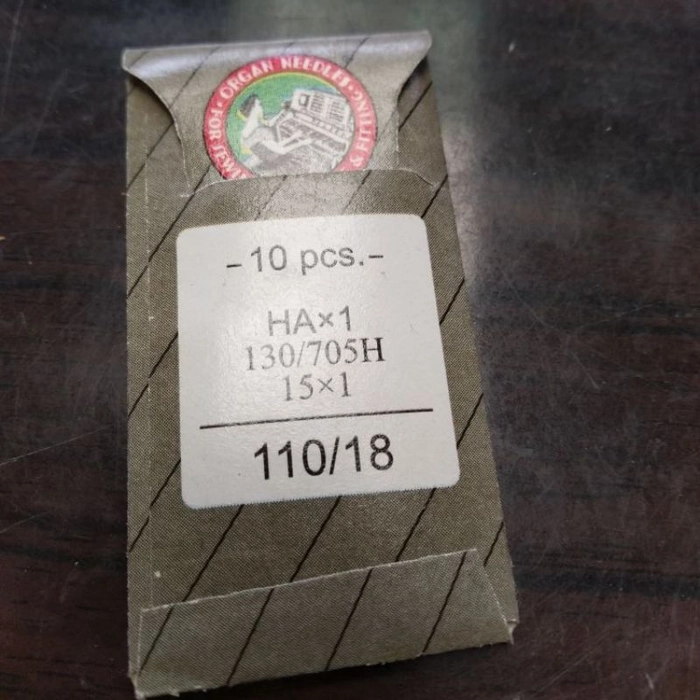 ORGAN NEEDLES
- 10 pcs.-
HA×1
130/705H
15×1
110/18